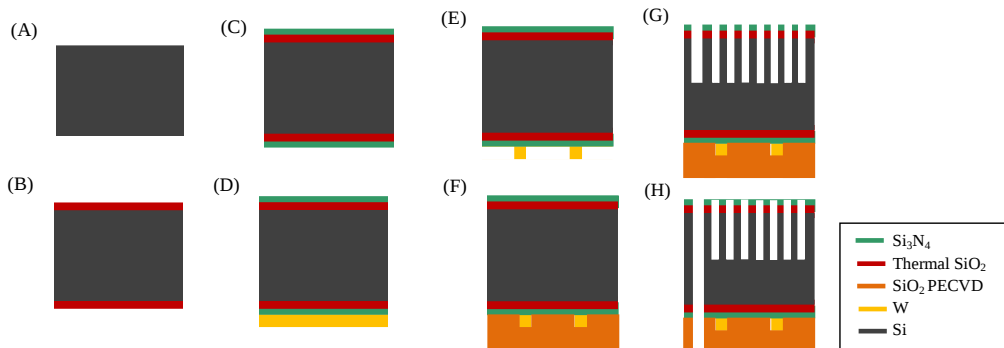 (A)
(C)
(E)
(G)
(B)
(D)
(F)
(H)
Si₃N₄
Thermal SiO₂
SiO₂ PECVD
W
Si